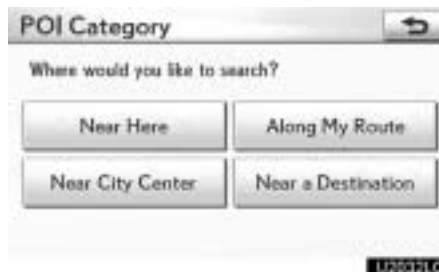 POI Category
Where would you like to search?
Near Here
Along My Route
Near City Center
Near a Destination